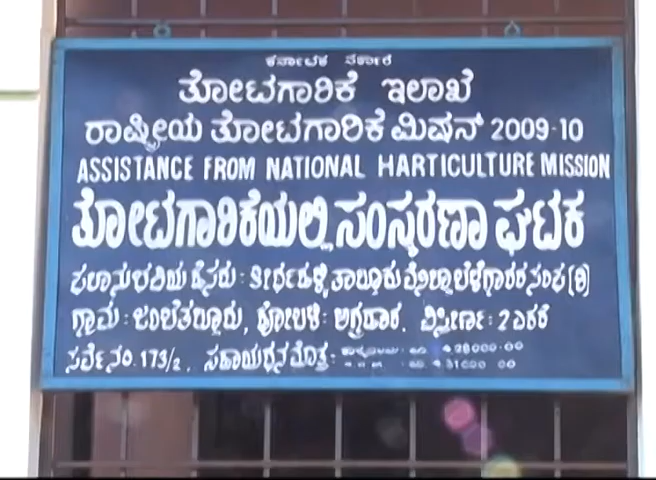 ಕರ್ನಾಟಕ ಸರ್ಕಾರ
ತೋಟಗಾರಿಕೆ ಇಲಾಖೆ
ರಾಷ್ಟ್ರೀಯ ತೋಟಗಾರಿಕೆ ಮಿಷನ್ 2009-10
ASSISTANCE FROM NATIONAL HARTICULTURE MISSION
ತೋಟಗಾರಿಕೆಯಲ್ಲಿ ಸಂಸ್ಕರಣಾ ಘಟಕ
ಫಲಾನುಭವಿಯ ಹೆಸರು: ತೀರ್ಥಹಳ್ಳಿ ತಾಲ್ಲೂಕು ವೆನಿಲ್ಲಾ ಬೆಳೆಗಾರರ ಸಂಘ (ರಿ)
ಗ್ರಾಮ: ಹೋಬಳಿ: ಅಗ್ರಹಾರ. ವಿಸ್ತೀರ್ಣ: 2 ಎಕರೆ
ಸರ್ವೆ ನಂ. 173/2. ಸಹಾಯಧನ ಮೊತ್ತ: